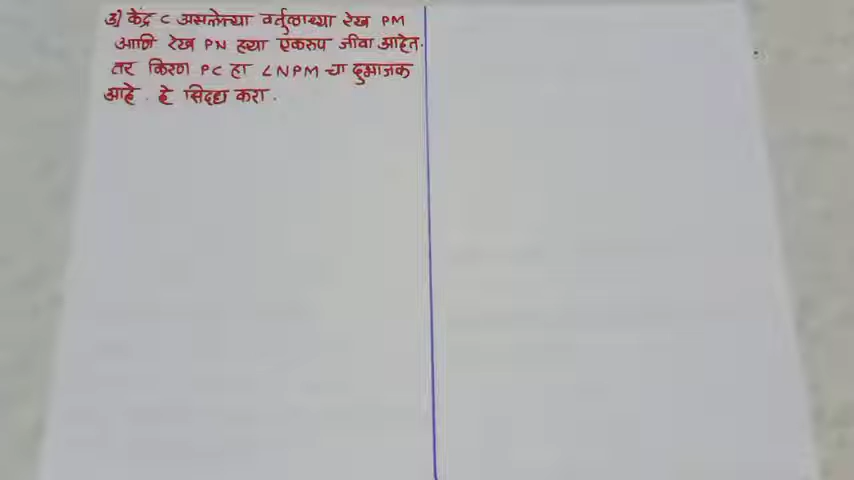 3) केंद्र C असलेल्या वर्तुळाच्या रेख PM
आणि रेख PN ह्या एकरुप जीवा आहेत.
तर किरण PC हा ∠NPM चा दुभाजक
आहे. हे सिद्ध करा.